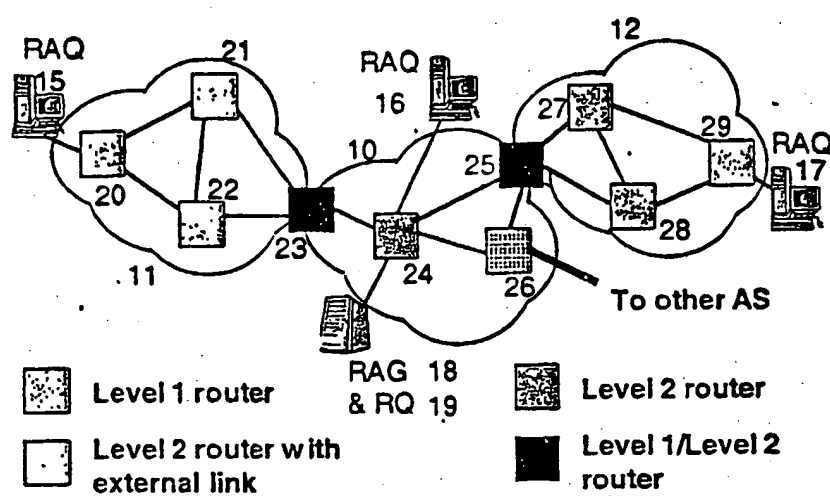 RAQ
15
21
RAQ
16
12
27
29
RAQ
17
10
25
20
22
28
23
24
26
11
To other AS
RAG 18
& RQ 19
Level 1 router
Level 2 router
Level 2 router with
external link
Level 1/Level 2
router